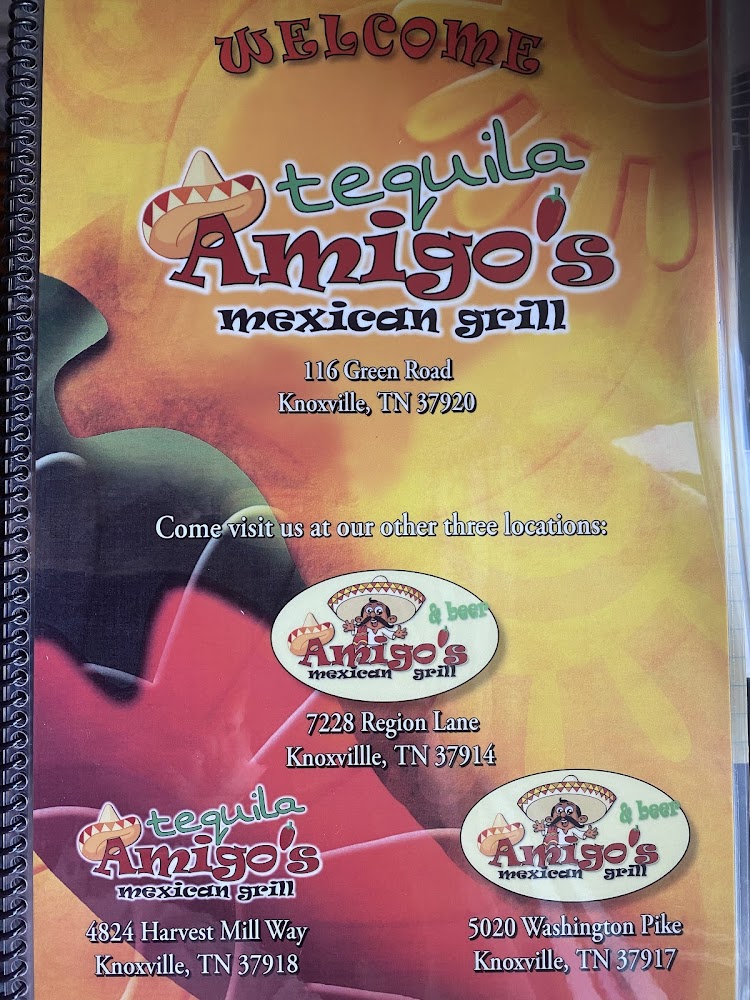 WELCOME
tequila
Amigo's
mexican grill
116 Green Road
Knoxville, TN 37920
Come visit us at our other three locations:
& beer
Amigo's
mexican grill
7228 Region Lane
Knoxvillle, TN 37914
tequila
Amigo's
mexican grill
4824 Harvest Mill Way
Knoxville, TN 37918
& beer
Amigo's
mexican grill
5020 Washington Pike
Knoxville, TN 37917